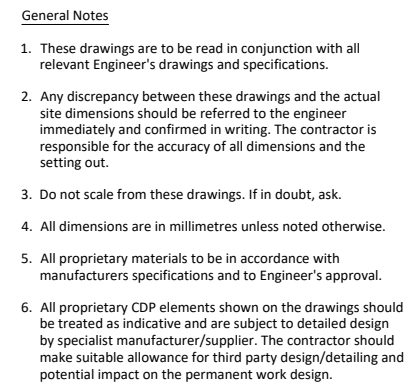 General Notes
1. These drawings are to be read in conjunction with all
relevant Engineer's drawings and specifications.
2. Any discrepancy between these drawings and the actual
site dimensions should be referred to the engineer
immediately and confirmed in writing. The contractor is
responsible for the accuracy of all dimensions and the
setting out.
3. Do not scale from these drawings. If in doubt, ask.
4. All dimensions are in millimetres unless noted otherwise.
5. All proprietary materials to be in accordance with
manufacturers specifications and to Engineer's approval.
6. All proprietary CDP elements shown on the drawings should
be treated as indicative and are subject to detailed design
by specialist manufacturer/supplier. The contractor should
make suitable allowance for third party design/detailing and
potential impact on the permanent work design.